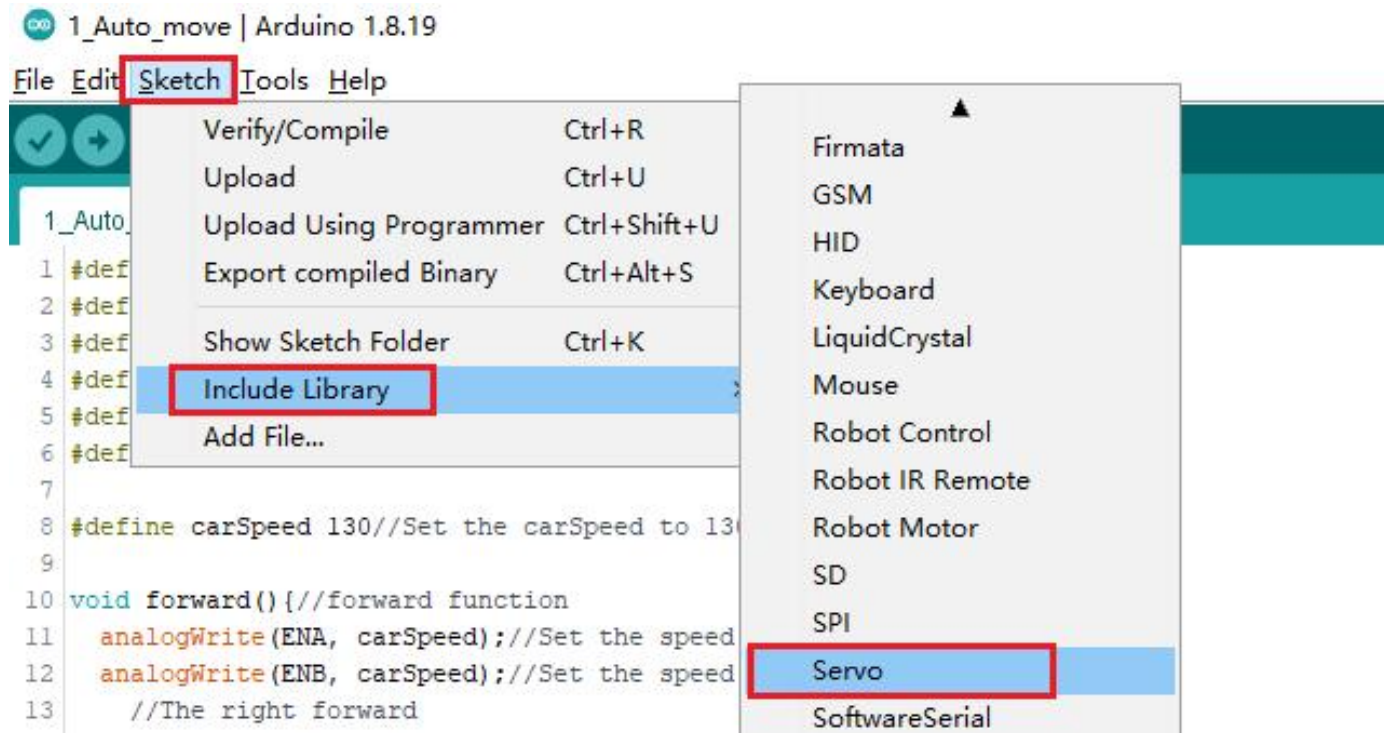 1_Auto_move | Arduino 1.8.19
File Edit Sketch Tools Help
Verify/Compile Ctrl+R
Upload Ctrl+U
Upload Using Programmer Ctrl+Shift+U
Export compiled Binary Ctrl+Alt+S
Show Sketch Folder Ctrl+K
Include Library
Add File...
Firmata
GSM
HID
Keyboard
LiquidCrystal
Mouse
Robot Control
Robot IR Remote
Robot Motor
SD
SPI
Servo
SoftwareSerial
1_Auto_
1 #def
2 #def
3 #def
4 #def
5 #def
6 #def
7
8 #define carSpeed 130//Set the carSpeed to 130
9
10 void forward(){//forward function
11 analogWrite(ENA, carSpeed);//Set the speed
12 analogWrite(ENB, carSpeed);//Set the speed
13 //The right forward